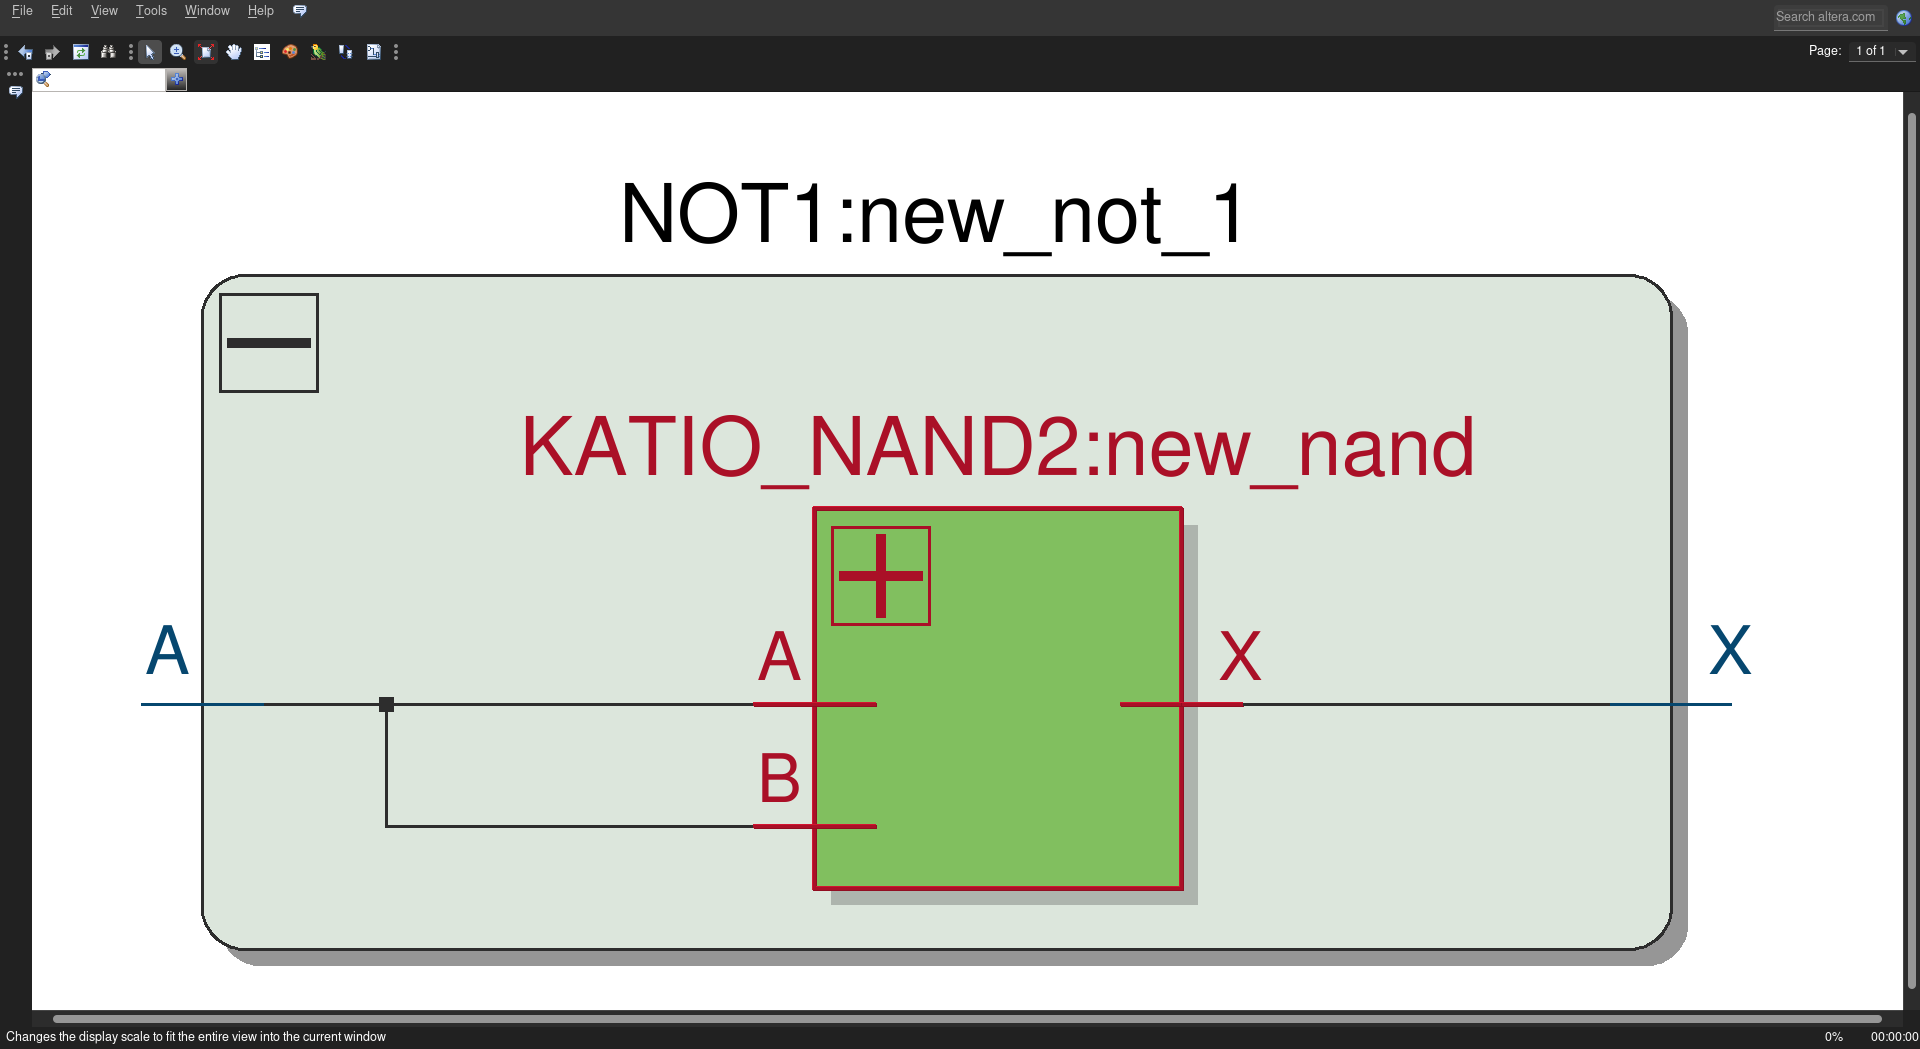 File Edit View Tools Window Help
Search altera.com
Page: 1 of 1
NOT1:new_not_1
KATIO_NAND2:new_nand
A A X X
B
Changes the display scale to fit the entire view into the current window 0% 00:00:00